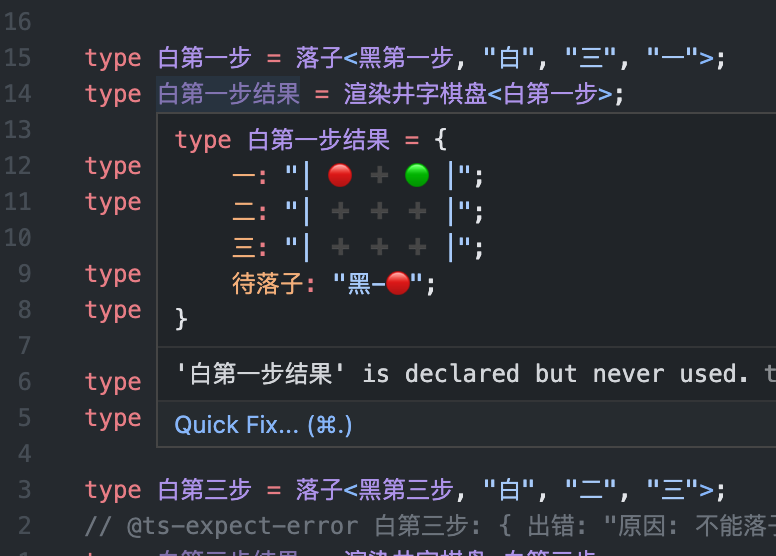 16
15 type 白第一步 = 落子<黑第一步, "白", "三", "一">;
14 type 白第一步结果 = 渲染井字棋盘<白第一步>;
13
type 白第一步结果 = {
12 type
一: "| 🔴 ➕ 🟢 |";
11 type
二: "| ➕ ➕ ➕ |";
10
三: "| ➕ ➕ ➕ |";
9 type
待落子: "黑-🔴";
8 type
}
7
6 type
'白第一步结果' is declared but never used.
5 type
Quick Fix... (⌘.)
4
3 type 白第三步 = 落子<黑第三步, "白", "二", "三">;
2 // @ts-expect-error 白第三步: { 出错: "原因: 不能落子